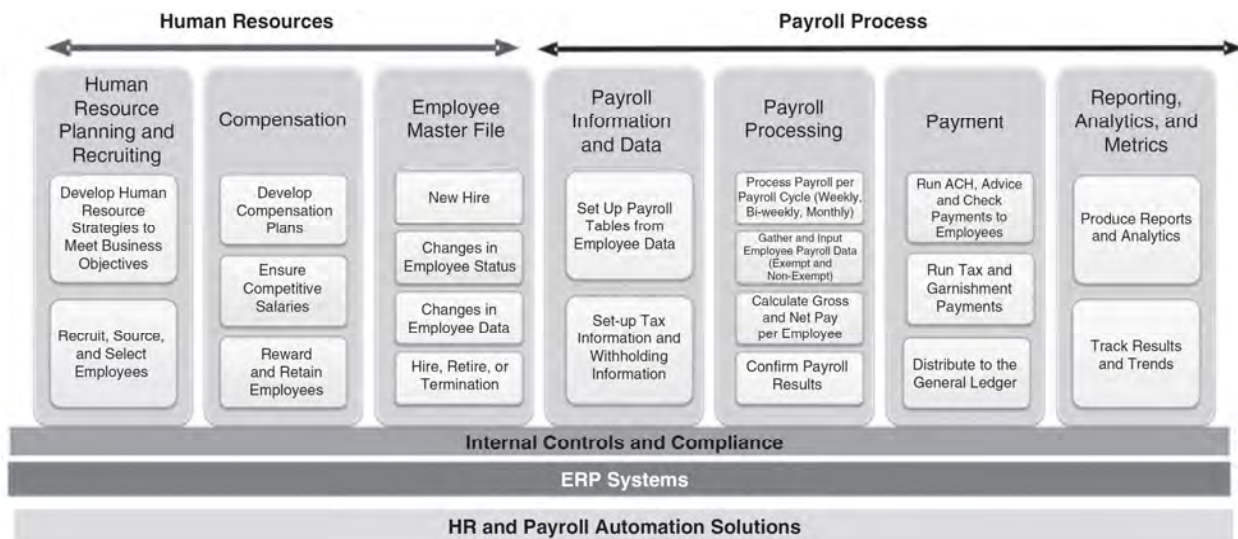 Human Resources
Payroll Process
Human
Resource
Planning and
Recruiting
Develop Human
Resource
Strategies to
Meet Business
Objectives
Recruit, Source,
and Select
Employees
Compensation
Develop
Compensation
Plans
Ensure
Competitive
Salaries
Reward
and Retain
Employees
Employee
Master File
New Hire
Changes in
Employee Status
Changes in
Employee Data
Hire, Retire, or
Termination
Payroll
Information
and Data
Set Up Payroll
Tables from
Employee Data
Set-up Tax
Information and
Withholding
Information
Payroll
Processing
Process Payroll per
Payroll Cycle (Weekly,
Bi-weekly, Monthly)
Gather and Input
Employee Payroll Data
(Exempt and
Non-Exempt)
Calculate Gross
and Net Pay
per Employee
Confirm Payroll
Results
Payment
Run ACH, Advice
and Check
Payments to
Employees
Run Tax and
Garnishment
Payments
Distribute to the
General Ledger
Reporting,
Analytics, and
Metrics
Produce Reports
and Analytics
Track Results
and Trends
Internal Controls and Compliance
ERP Systems
HR and Payroll Automation Solutions